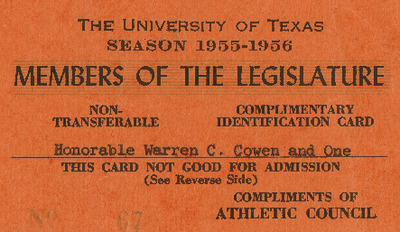 THE UNIVERSITY OF TEXAS
SEASON 1955-1956
MEMBERS OF THE LEGISLATURE
NON-
TRANSFERABLE
COMPLIMENTARY
IDENTIFICATION CARD
Honorable Warren C. Cowen and One
THIS CARD NOT GOOD FOR ADMISSION
(See Reverse Side)
COMPLIMENTS OF
ATHLETIC COUNCIL
No 67